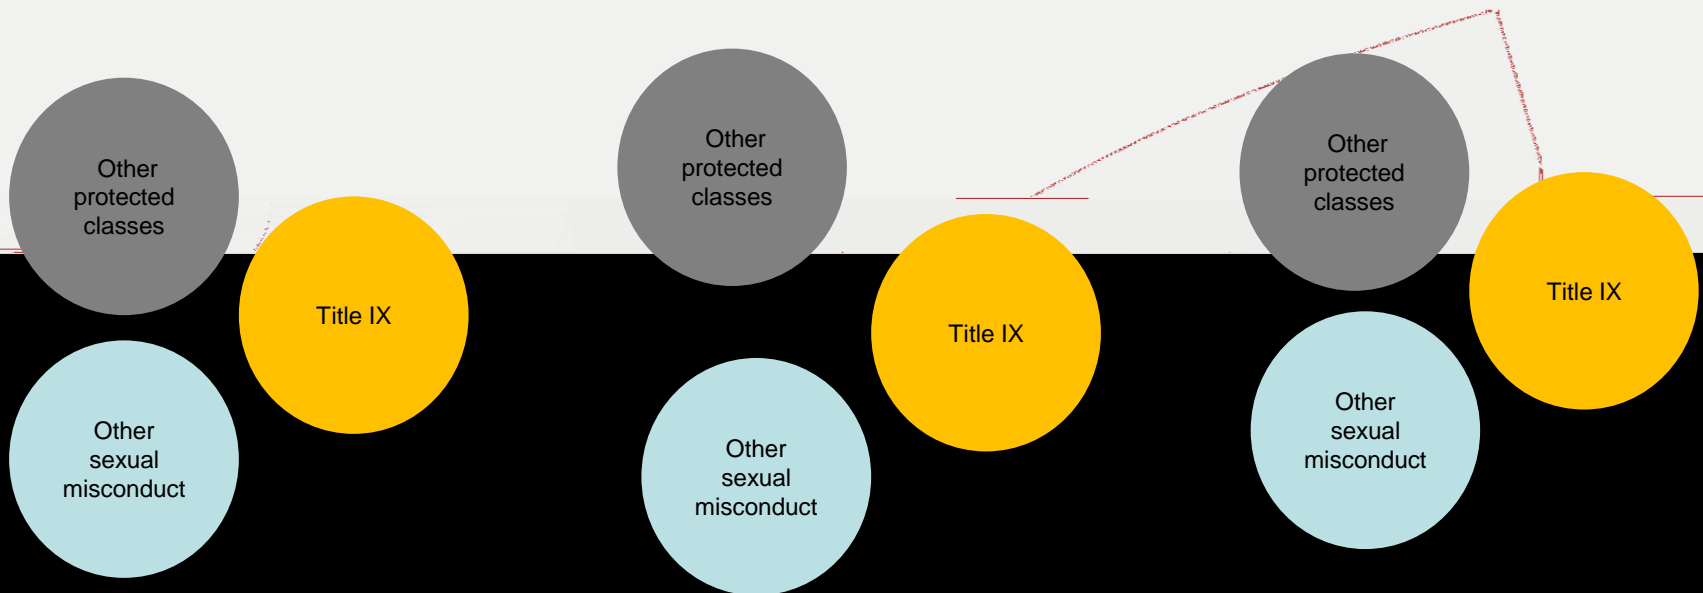 Other
protected
classes
Title IX
Other
sexual
misconduct
Other
protected
classes
Title IX
Other
sexual
misconduct
Other
protected
classes
Title IX
Other
sexual
misconduct